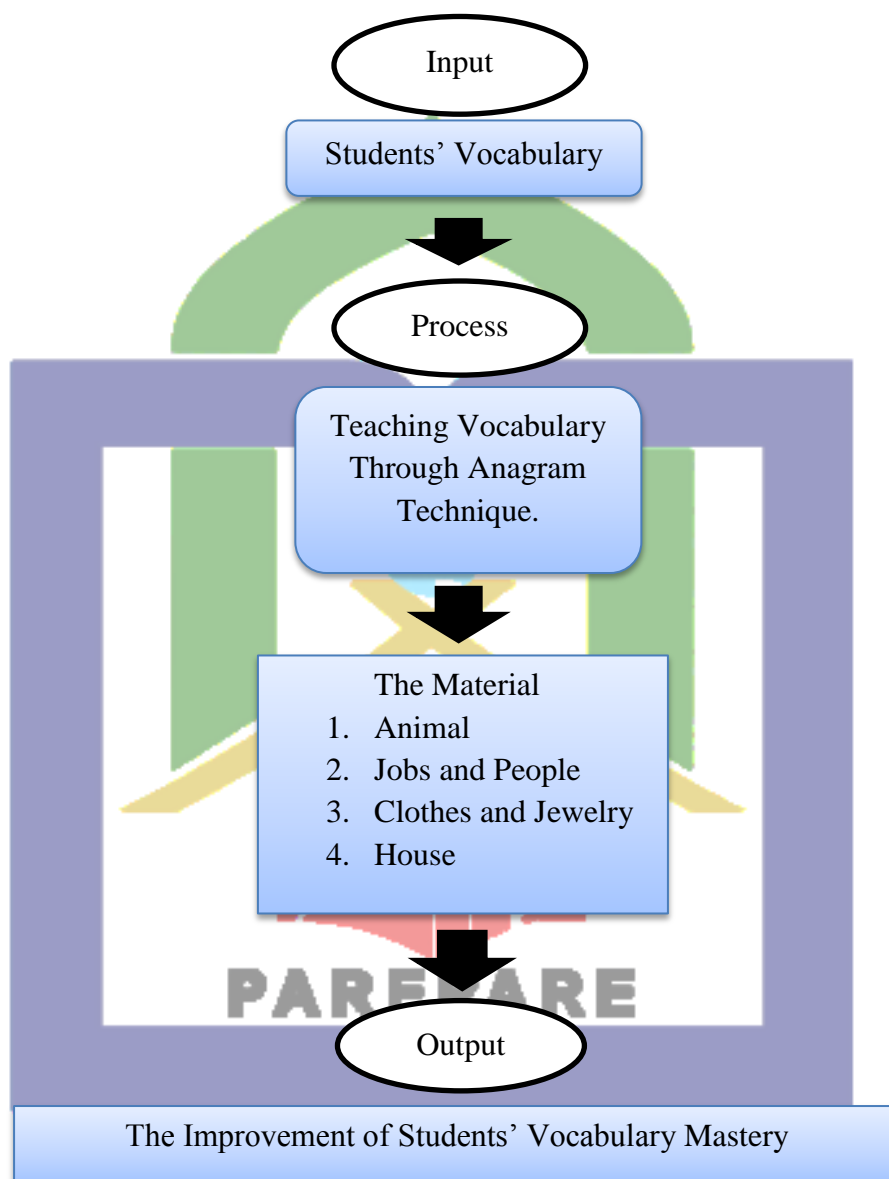 Input
Students’ Vocabulary
Process
Teaching Vocabulary
Through Anagram
Technique.
The Material
1. Animal
2. Jobs and People
3. Clothes and Jewelry
4. House
PAREPARE
Output
The Improvement of Students’ Vocabulary Mastery